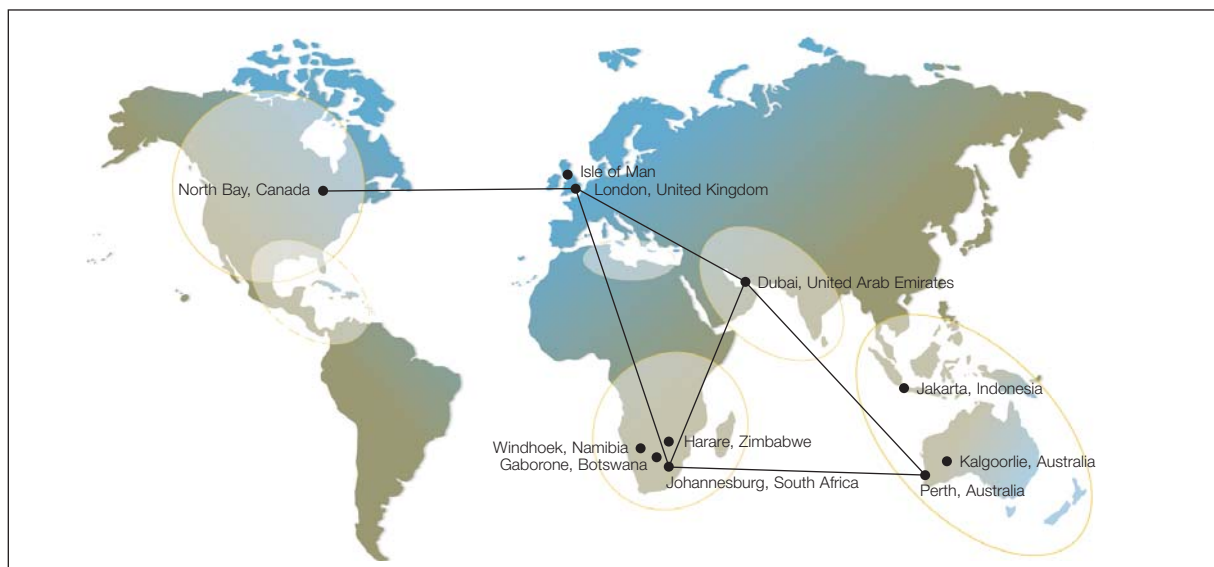 Isle of Man
North Bay, Canada
London, United Kingdom
Dubai, United Arab Emirates
Jakarta, Indonesia
Harare, Zimbabwe
Windhoek, Namibia
Gaborone, Botswana
Kalgoorlie, Australia
Johannesburg, South Africa
Perth, Australia